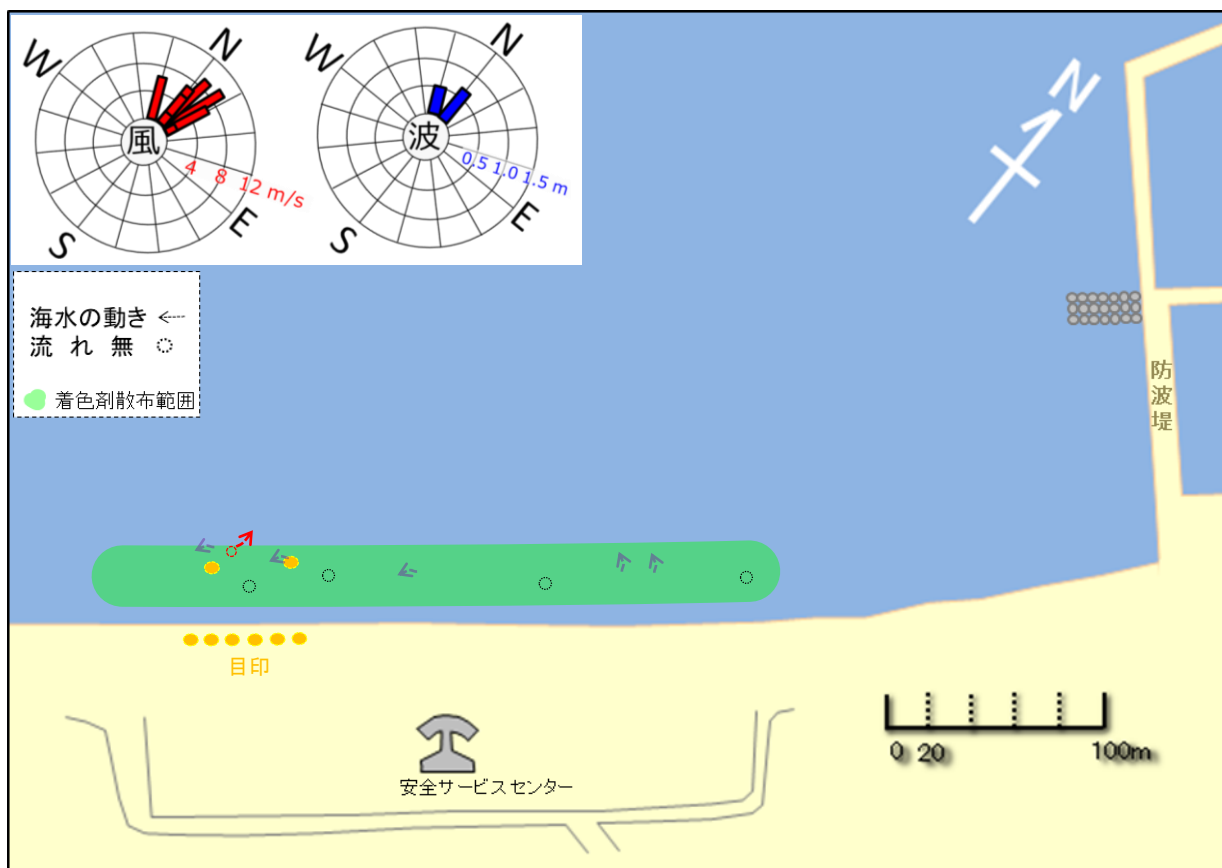 N
W
風
S
E
4 8 12 m/s
N
W
波
S
E
0.5 1.0 1.5 m
N
海水の動き
流れ無
着色剤散布範囲
防波堤
目印
安全サービスセンター
0 20 100m